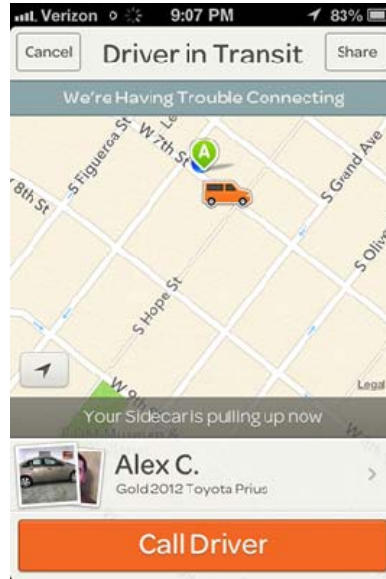 Verizon 9:07 PM 83%
Cancel Driver in Transit Share
We're Having Trouble Connecting
W 7th St
A
S Figueroa St
S Grand Ave
8th St
S Olive
S Hope St
Legal
W 9th
Your Sidecar is pulling up now
Alex C.
Gold 2012 Toyota Prius
Call Driver